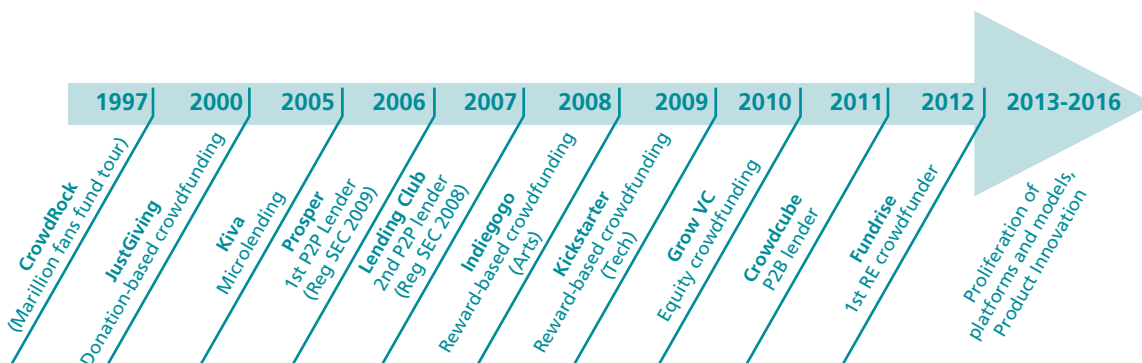 1997
2000
2005
2006
2007
2008
2009
2010
2011
2012
2013-2016
CrowdRock
(Marillion fans fund tour)
JustGiving
Donation-based crowdfunding
Kiva
Microlending
Prosper
1st P2P Lender
(Reg SEC 2009)
Lending Club
2nd P2P lender
(Reg SEC 2008)
Indiegogo
Reward-based crowdfunding
(Arts)
Kickstarter
Reward-based crowdfunding
(Tech)
Grow VC
Equity crowdfunding
Crowdcube
P2B lender
Fundrise
1st RE crowdfunder
Proliferation of
platforms and models,
Product Innovation